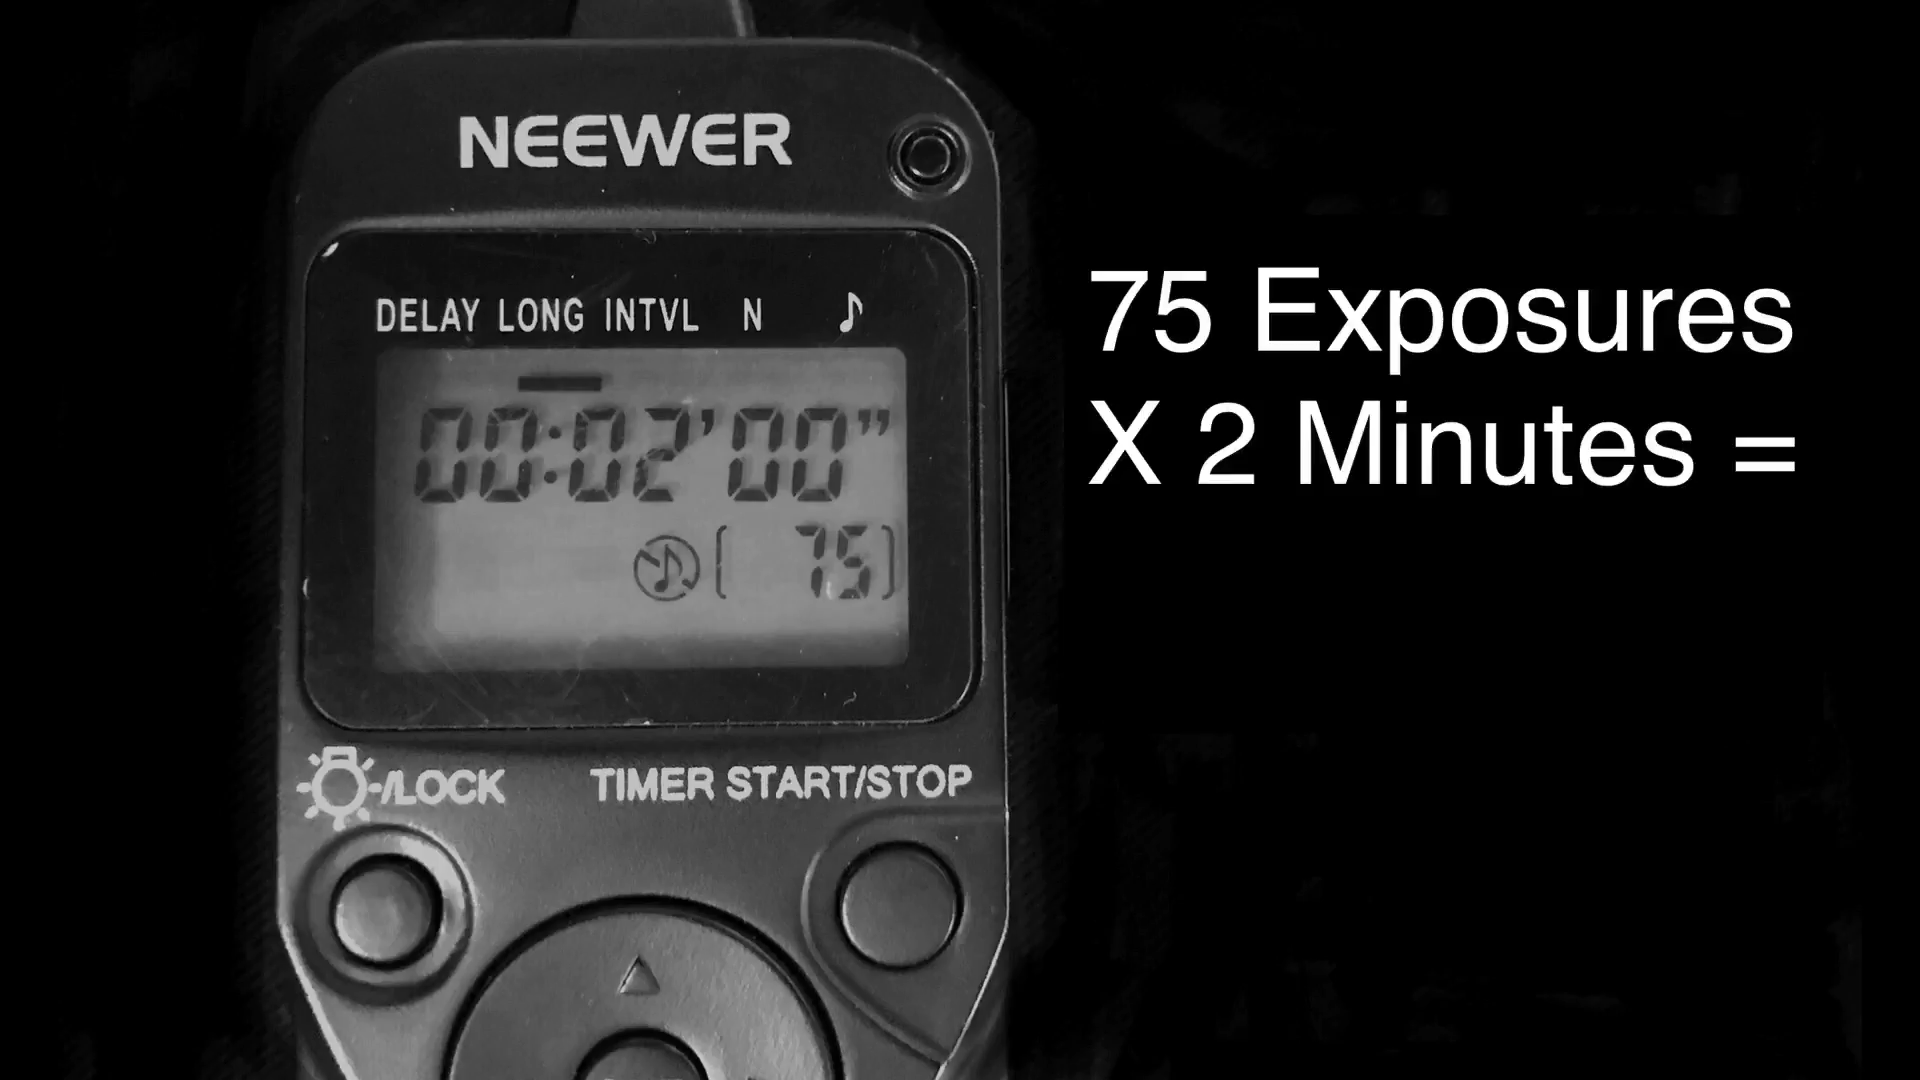 NEEWER
DELAY LONG INTVL N
00:02'00"
[ 75]
/LOCK
TIMER START/STOP
75 Exposures
X 2 Minutes =